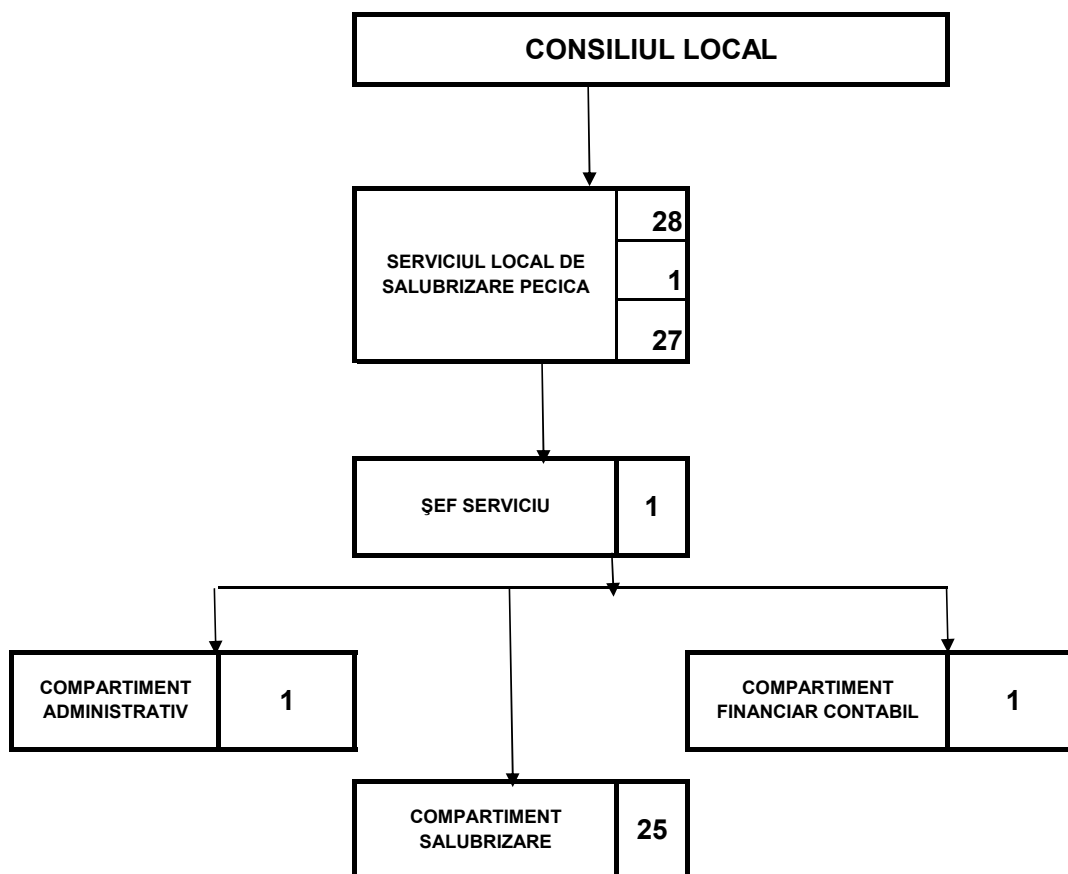 CONSILIUL LOCAL
SERVICIUL LOCAL DE
SALUBRIZARE PECICA
28
1
27
ŞEF SERVICIU
1
COMPARTIMENT
ADMINISTRATIV
1
COMPARTIMENT
FINANCIAR CONTABIL
1
COMPARTIMENT
SALUBRIZARE
25